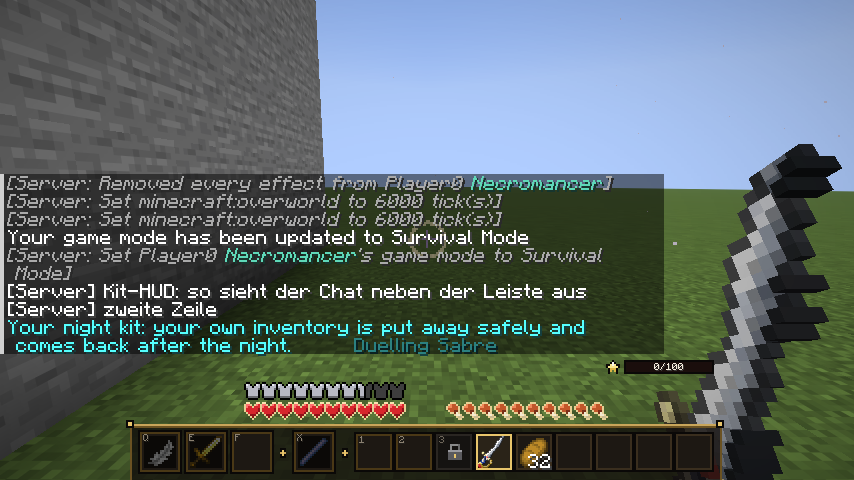 [Server: Removed every effect from Player0 Necromancer]
[Server: Set minecraft:overworld to 6000 tick(s)]
[Server: Set minecraft:overworld to 6000 tick(s)]
Your game mode has been updated to Survival Mode
[Server: Set Player0 Necromancer's game mode to Survival
Mode]
[Server] Kit-HUD: so sieht der Chat neben der Leiste aus
[Server] zweite Zeile
Your night kit: your own inventory is put away safely and
comes back after the night.
Duelling Sabre
0/100
Q E F X 1 2 3
32